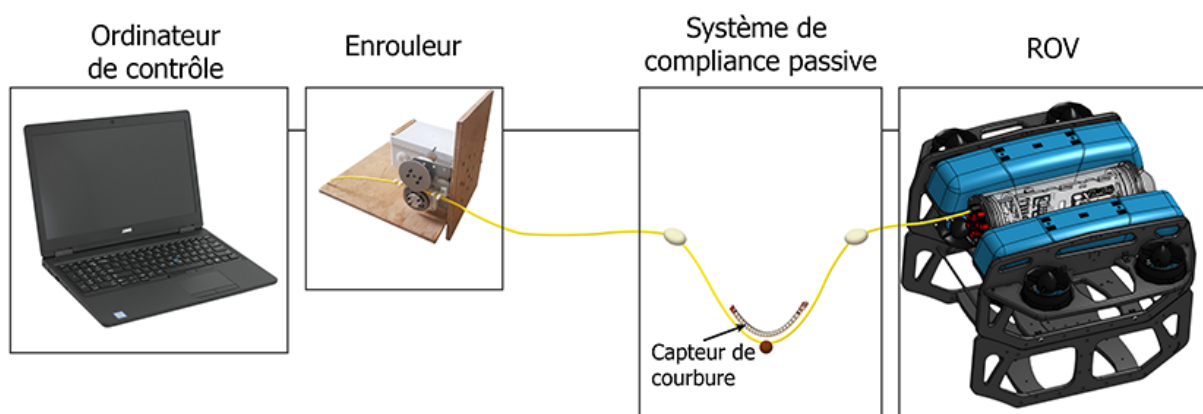 Ordinateur
de contrôle
Enrouleur
Système de
compliance passive
ROV
Capteur de
courbure